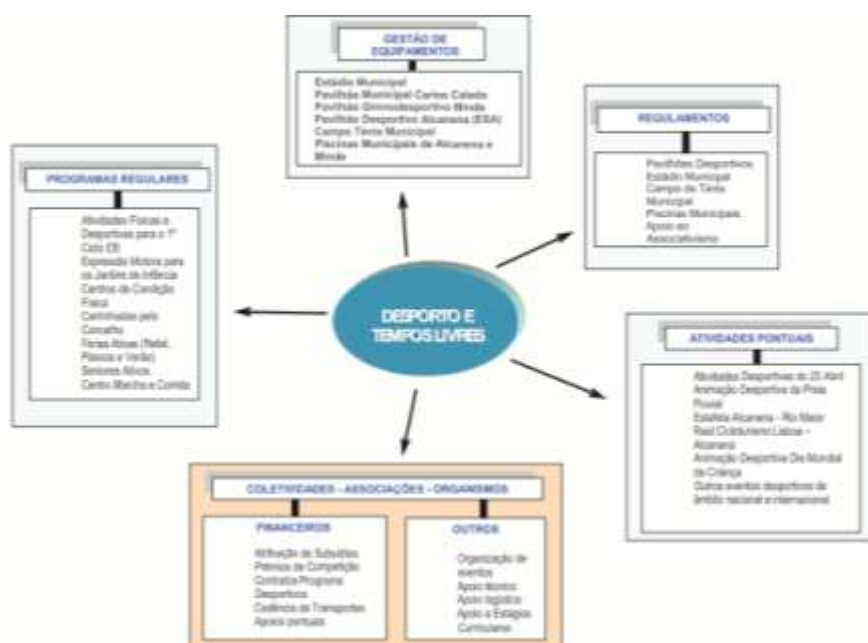 GESTÃO DE
EQUIPAMENTOS
Estádio Municipal
Pavilhão Municipal Carlos Calado
Pavilhão Gimnodesportivo Minde
Pavilhão Desportivo Alcanena (ESA)
Campo Ténis Municipal
Piscinas Municipais de Alcanena e
Minde
REGULAMENTOS
Pavilhões Desportivos
Estádio Municipal
Campo de Ténis
Municipal
Piscinas Municipais
Apoio ao
Associativismo
PROGRAMAS REGULARES
Atividades Físicas e
Desportivas para o 1º
Ciclo EB
Expressão Motora para
os Jardins de Infância
Centros de Condição
Física
Caminhadas pelo
Concelho
Férias Ativas (Natal,
Páscoa e Verão)
Seniores Ativos
Centro Marcha e Corrida
DESPORTO E
TEMPOS LIVRES
ATIVIDADES PONTUAIS
Atividades Desportivas do 25 Abril
Animação Desportiva da Praia
Fluvial
Estafeta Alcanena - Rio Maior
Raid Cicloturismo Lisboa –
Alcanena
Animação Desportiva Dia Mundial
da Criança
Outros eventos desportivos de
âmbito nacional e internacional
COLETIVIDADES - ASSOCIAÇÕES - ORGANISMOS
FINANCEIROS
Atribuição de Subsídios
Prémios de Competição
Contratos Programa
Desportivos
Cedência de Transportes
Apoios pontuais
OUTROS
Organização de
eventos
Apoio técnico
Apoio logístico
Apoio a Estágios
Curriculares